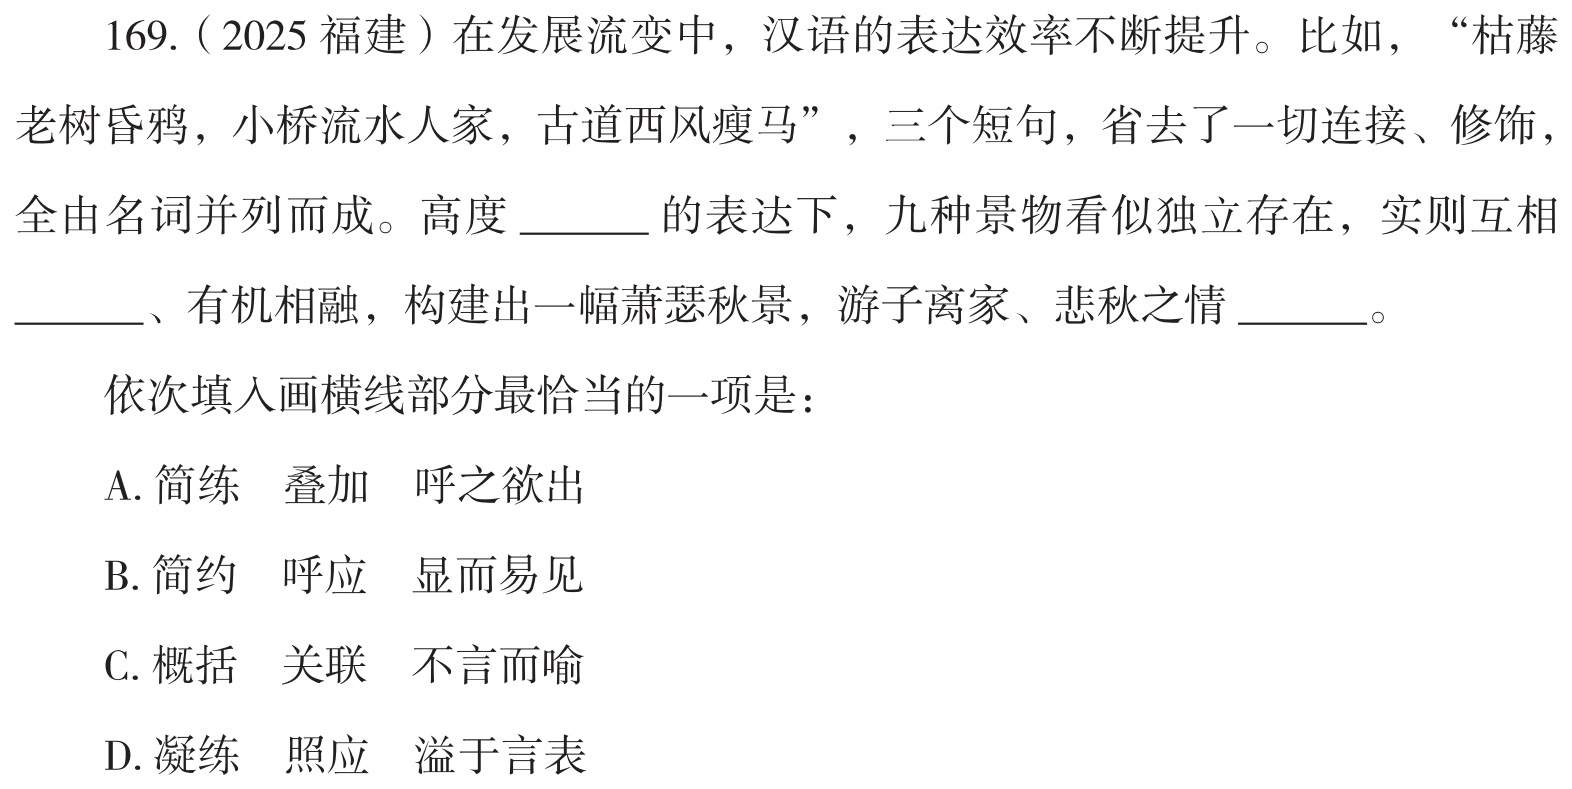 169.（2025 福建）在发展流变中，汉语的表达效率不断提升。比如，“枯藤
老树昏鸦，小桥流水人家，古道西风瘦马”，三个短句，省去了一切连接、修饰，
全由名词并列而成。高度 ______ 的表达下，九种景物看似独立存在，实则互相
______、有机相融，构建出一幅萧瑟秋景，游子离家、悲秋之情 ______。
依次填入画横线部分最恰当的一项是：
A. 简练 叠加 呼之欲出
B. 简约 呼应 显而易见
C. 概括 关联 不言而喻
D. 凝练 照应 溢于言表